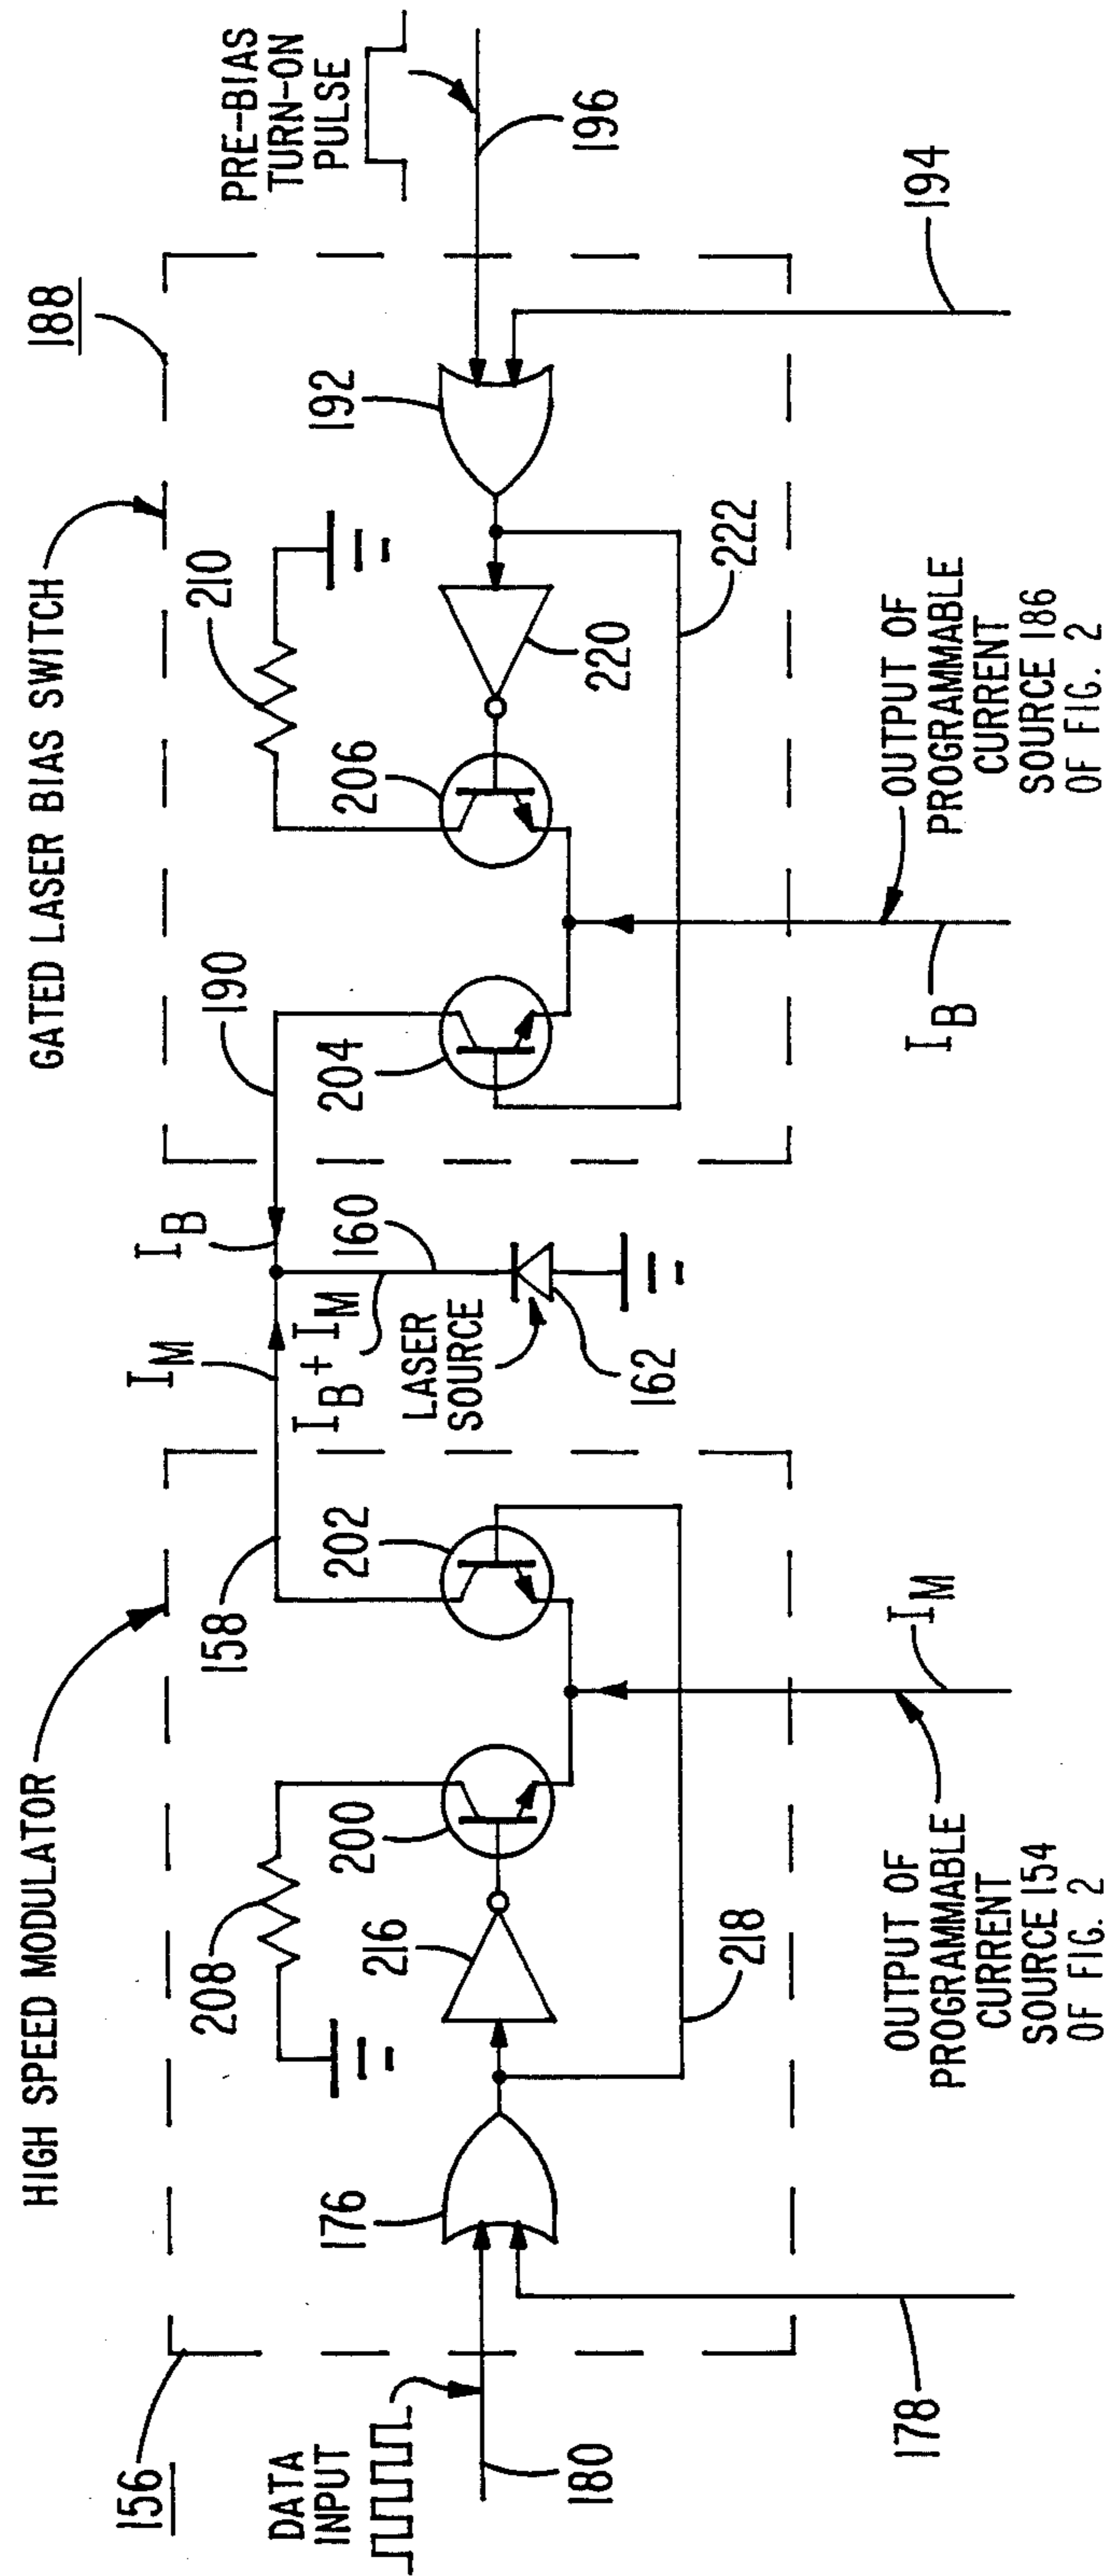 HIGH SPEED MODULATOR
GATED LASER BIAS SWITCH
156
188
DATA
INPUT
180
176
178
208
216
200
202
218
158
I_M
I_B
I_B + I_M
160
LASER
SOURCE
162
190
204
206
210
220
222
192
PRE-BIAS
TURN-ON
PULSE
196
194
OUTPUT OF
PROGRAMMABLE
CURRENT
SOURCE 154
OF FIG. 2
I_M
I_B
OUTPUT OF
PROGRAMMABLE
CURRENT
SOURCE 186
OF FIG. 2